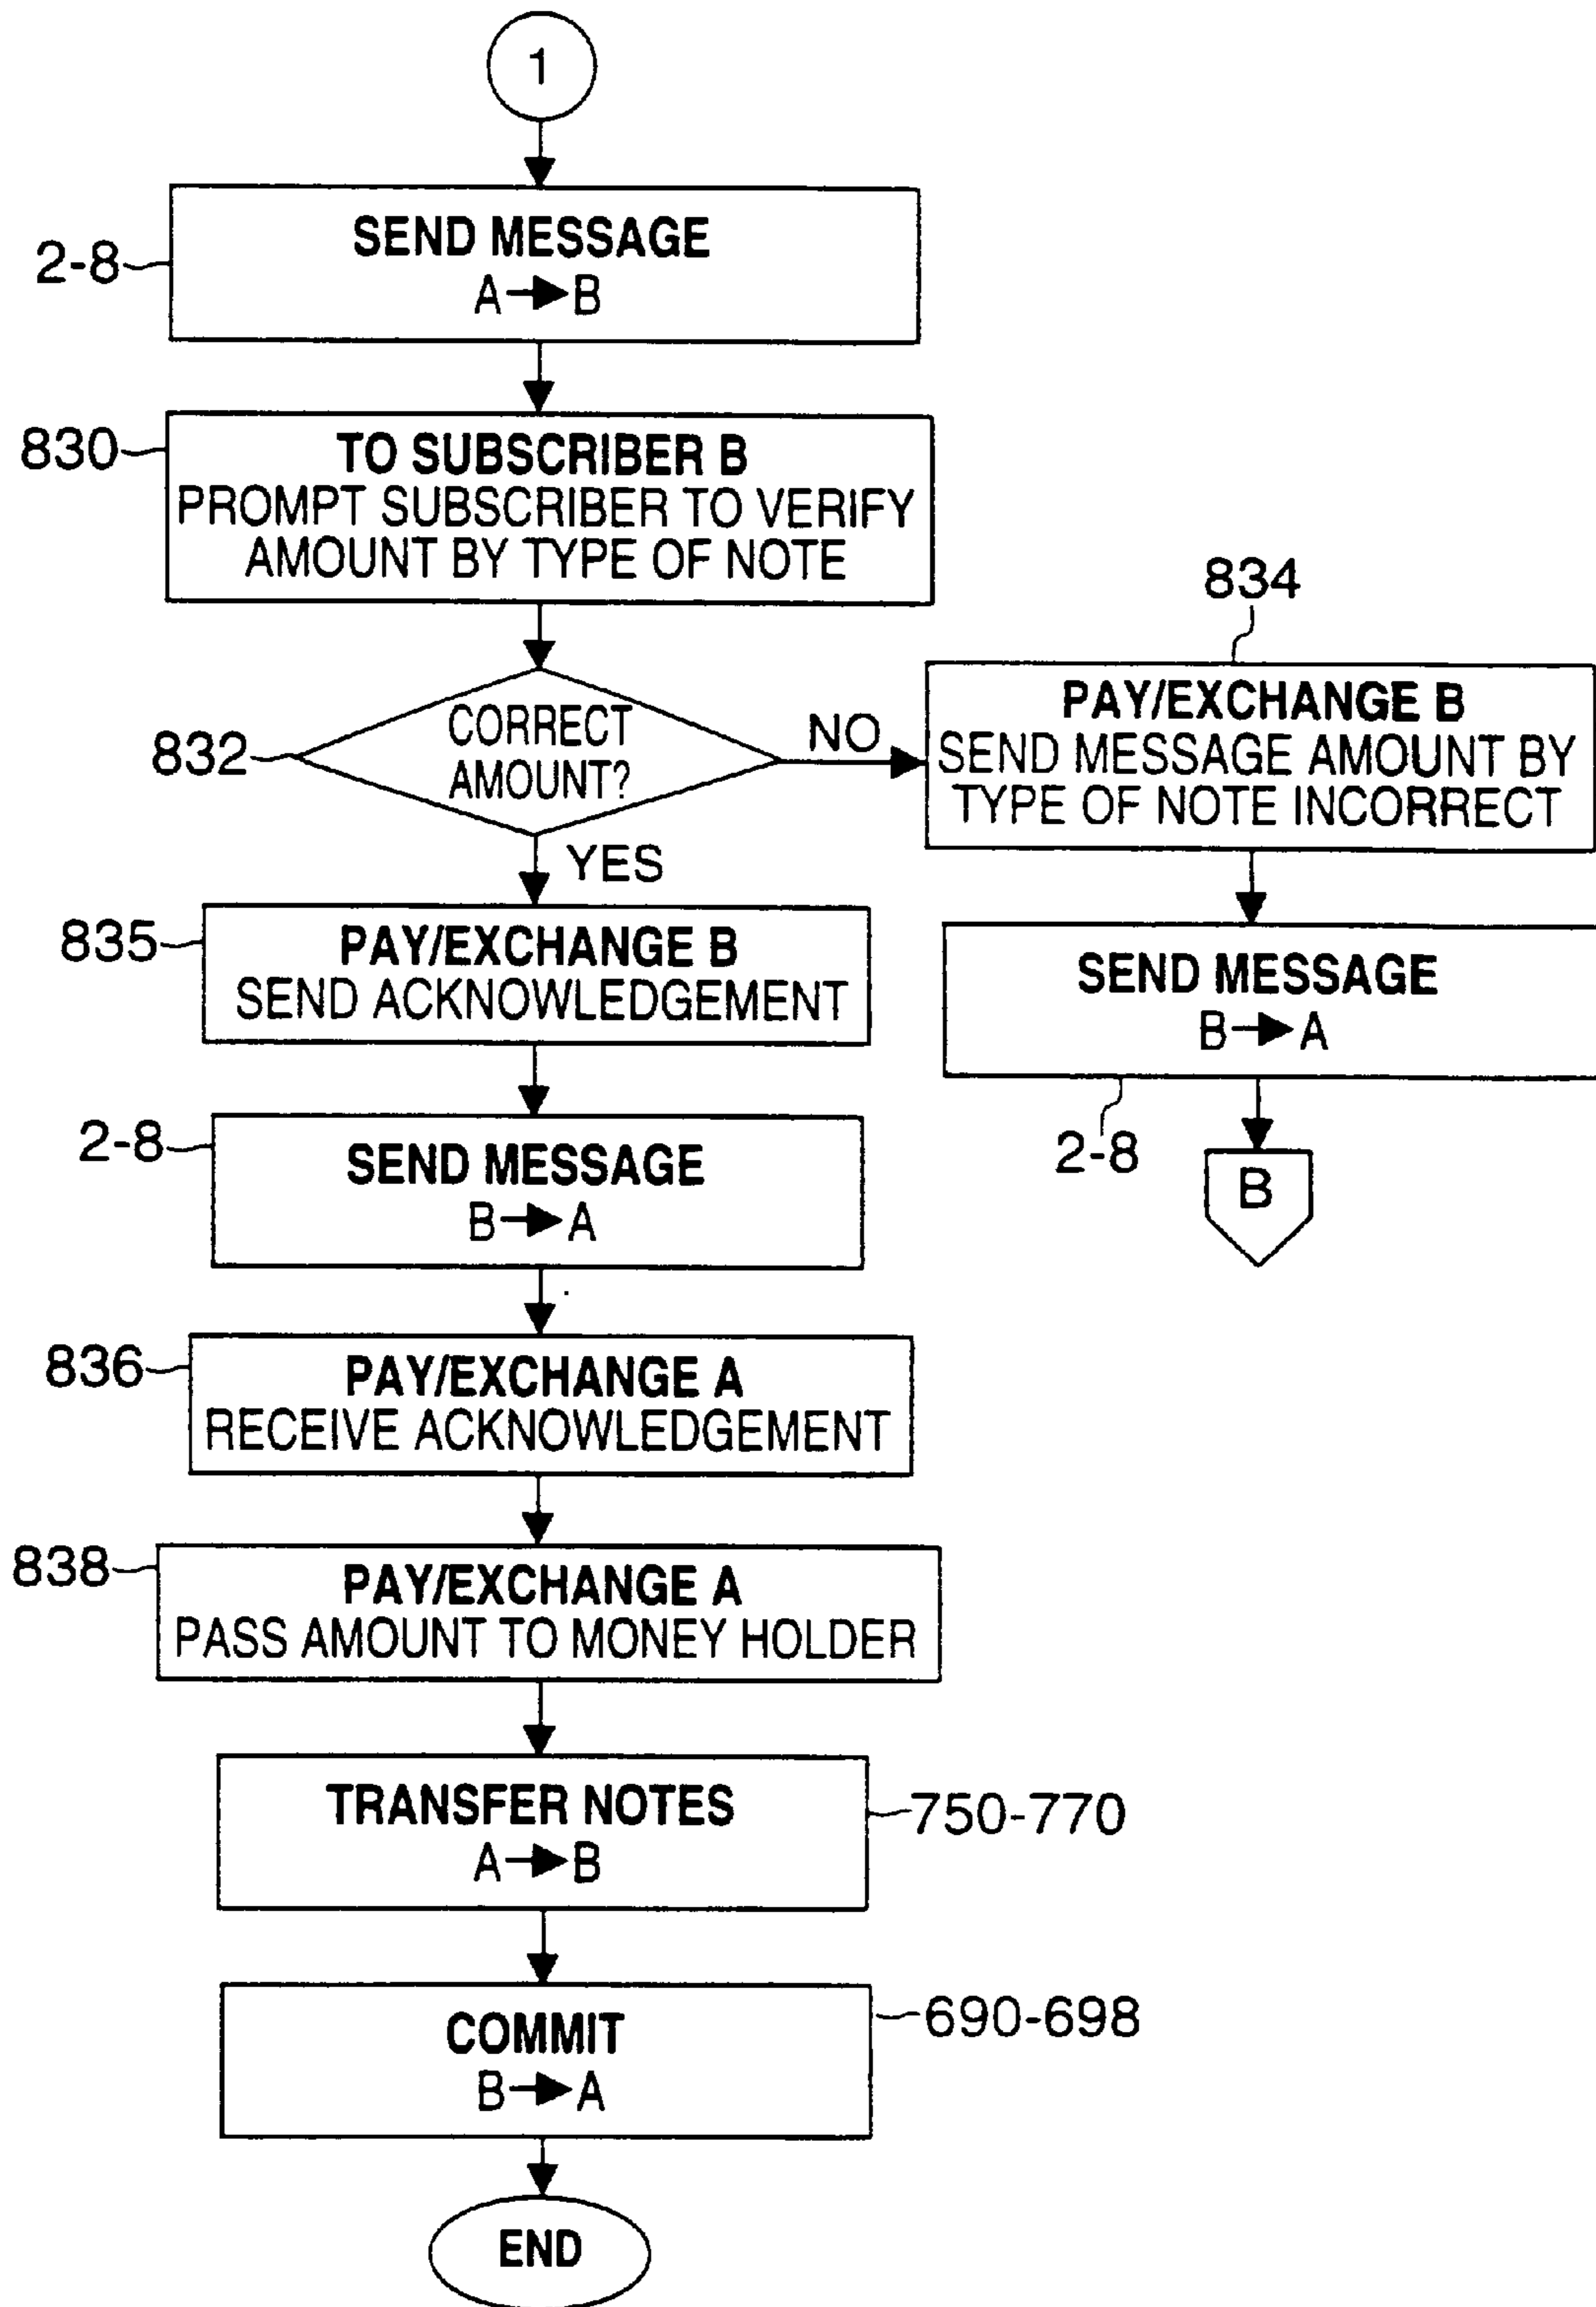 1
2-8
SEND MESSAGE
A→B
830
TO SUBSCRIBER B
PROMPT SUBSCRIBER TO VERIFY
AMOUNT BY TYPE OF NOTE
832
CORRECT
AMOUNT?
NO
YES
834
PAY/EXCHANGE B
SEND MESSAGE AMOUNT BY
TYPE OF NOTE INCORRECT
SEND MESSAGE
B→A
2-8
B
835
PAY/EXCHANGE B
SEND ACKNOWLEDGEMENT
2-8
SEND MESSAGE
B→A
836
PAY/EXCHANGE A
RECEIVE ACKNOWLEDGEMENT
838
PAY/EXCHANGE A
PASS AMOUNT TO MONEY HOLDER
TRANSFER NOTES
A→B
750-770
COMMIT
B→A
690-698
END